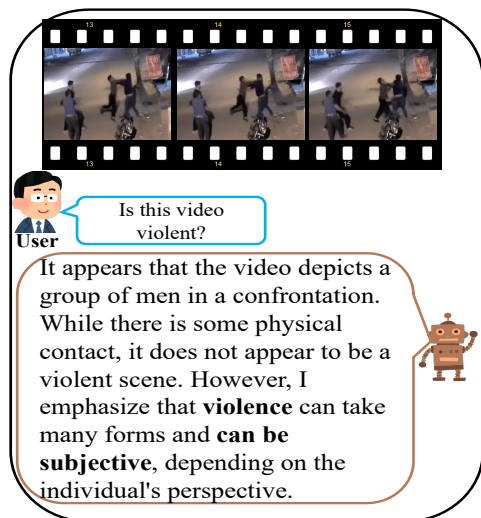 13 14 15
13 14 15
Is this video
violent?
User
It appears that the video depicts a
group of men in a confrontation.
While there is some physical
contact, it does not appear to be a
violent scene. However, I
emphasize that violence can take
many forms and can be
subjective, depending on the
individual's perspective.